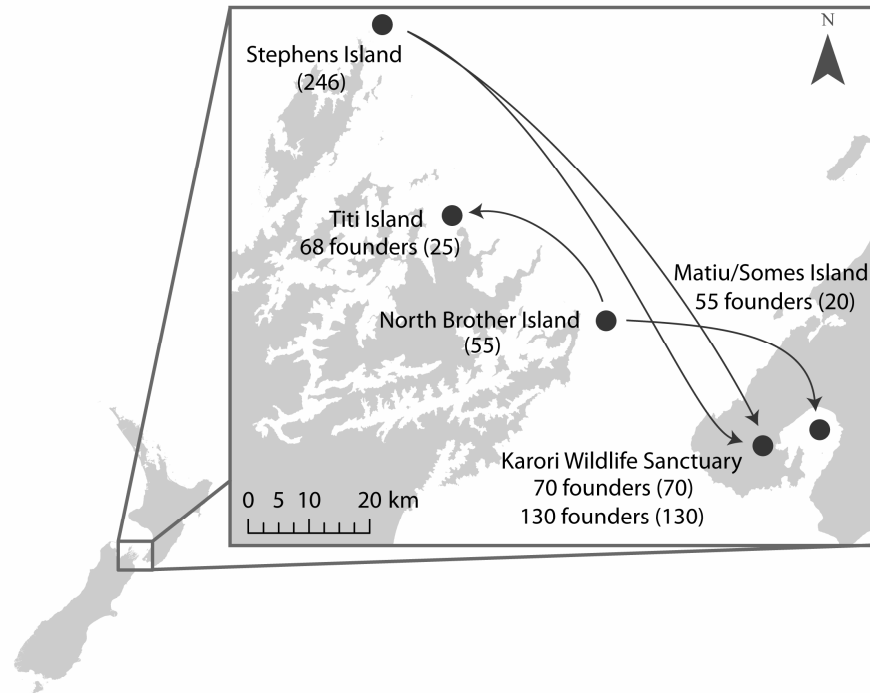 N
Stephens Island
(246)
Titi Island
68 founders (25)
Matiu/Somes Island
55 founders (20)
North Brother Island
(55)
Karori Wildlife Sanctuary
70 founders (70)
130 founders (130)
0 5 10 20 km